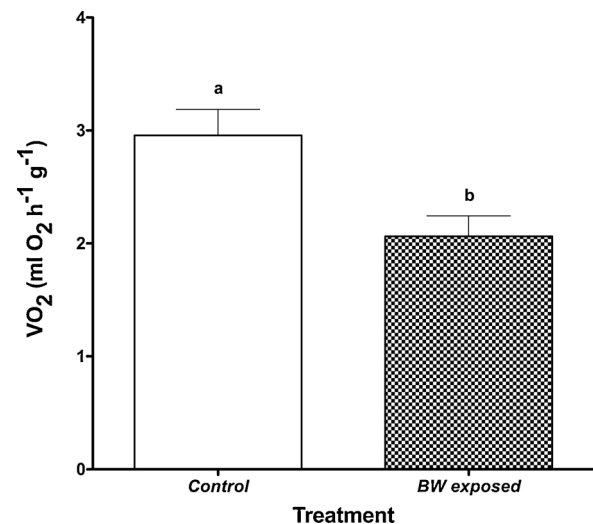 4
a
3
b
2
1
0
VO₂ (ml O₂ h⁻¹ g⁻¹)
Control
BW exposed
Treatment